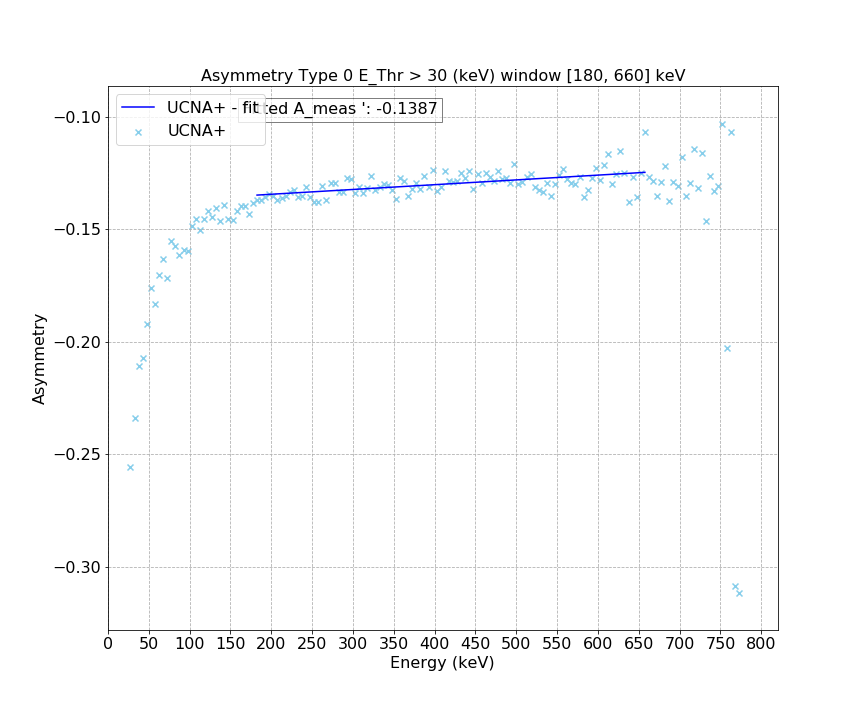 Asymmetry Type 0 E_Thr > 30 (keV) window [180, 660] keV
UCNA+ - fitted A_meas ': -0.1387
UCNA+
−0.10
−0.15
−0.20
−0.25
−0.30
Asymmetry
0 50 100 150 200 250 300 350 400 450 500 550 600 650 700 750 800
Energy (keV)